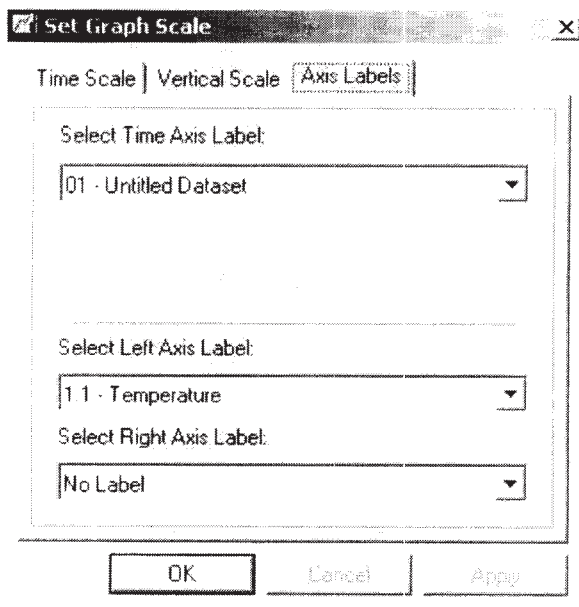 Set Graph Scale
Time Scale Vertical Scale Axis Labels
Select Time Axis Label:
01 - Untitled Dataset
Select Left Axis Label:
1.1 - Temperature
Select Right Axis Label:
No Label
OK Cancel Apply